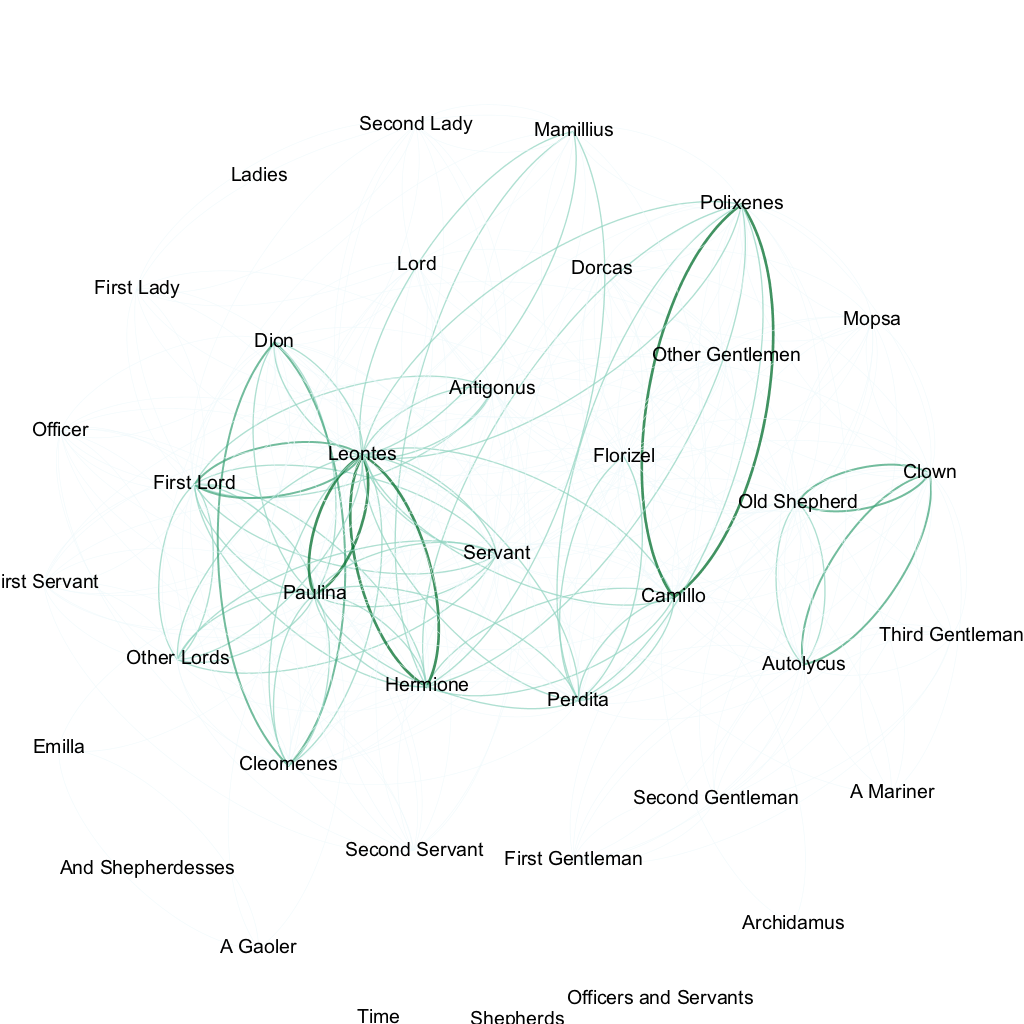 Second Lady
Mamillius
Ladies
Polixenes
Lord
Dorcas
First Lady
Mopsa
Dion
Other Gentlemen
Antigonus
Officer
Leontes
Florizel
Clown
First Lord
Old Shepherd
Servant
irst Servant
Paulina
Camillo
Third Gentleman
Other Lords
Autolycus
Hermione
Perdita
Emilla
Cleomenes
Second Gentleman
A Mariner
Second Servant
First Gentleman
And Shepherdesses
Archidamus
A Gaoler
Officers and Servants
Time
Shepherds